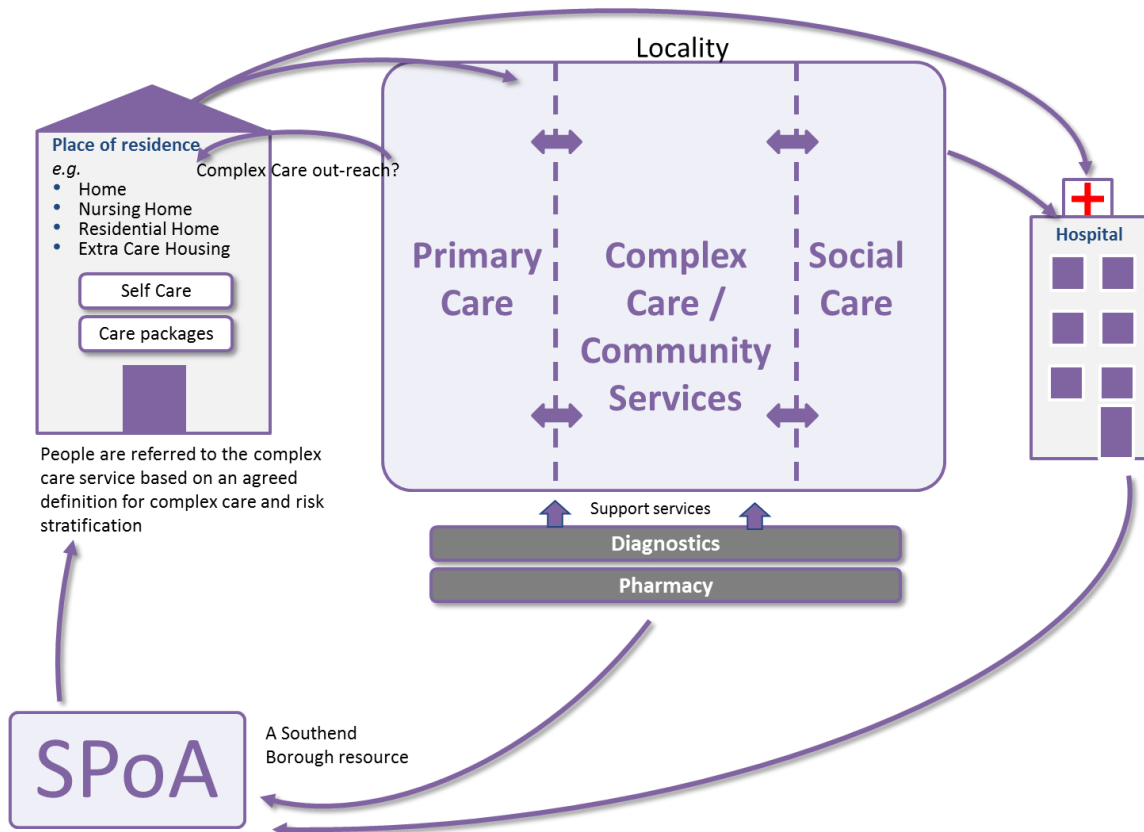 Locality
Place of residence
e.g.
• Home
• Nursing Home
• Residential Home
• Extra Care Housing
Self Care
Care packages
Complex Care out-reach?
Primary
Care
Complex
Care /
Community
Services
Social
Care
Hospital
People are referred to the complex
care service based on an agreed
definition for complex care and risk
stratification
Support services
Diagnostics
Pharmacy
SPoA
A Southend
Borough resource